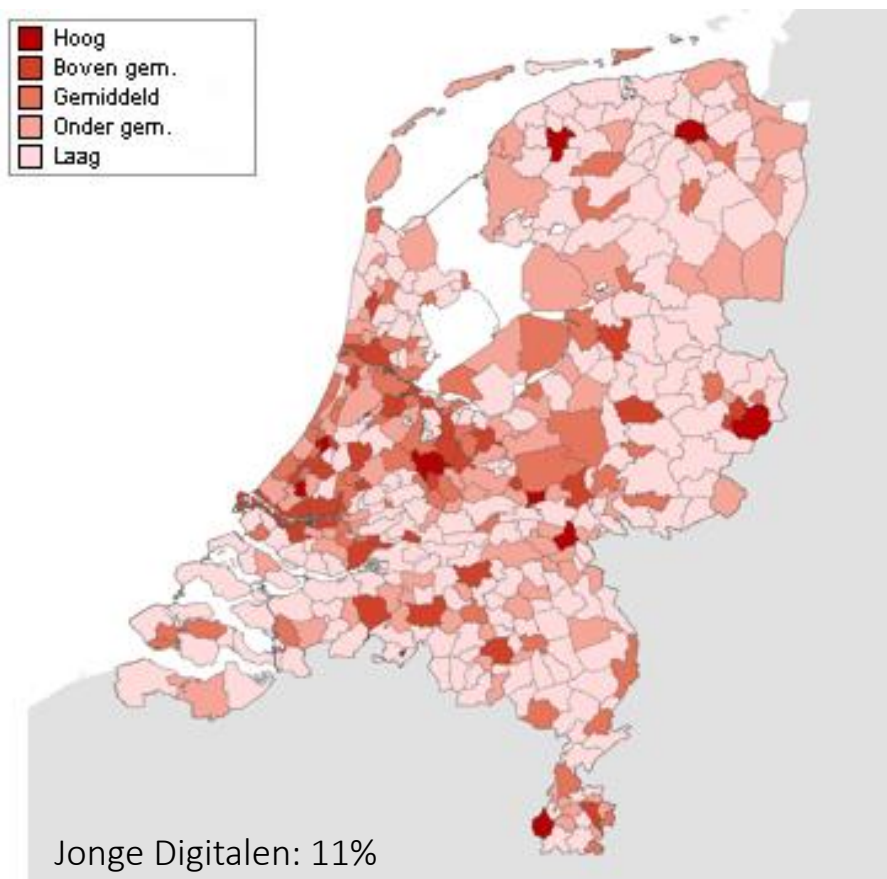 Hoog
Boven gem.
Gemiddeld
Onder gem.
Laag
Jonge Digitalen: 11%